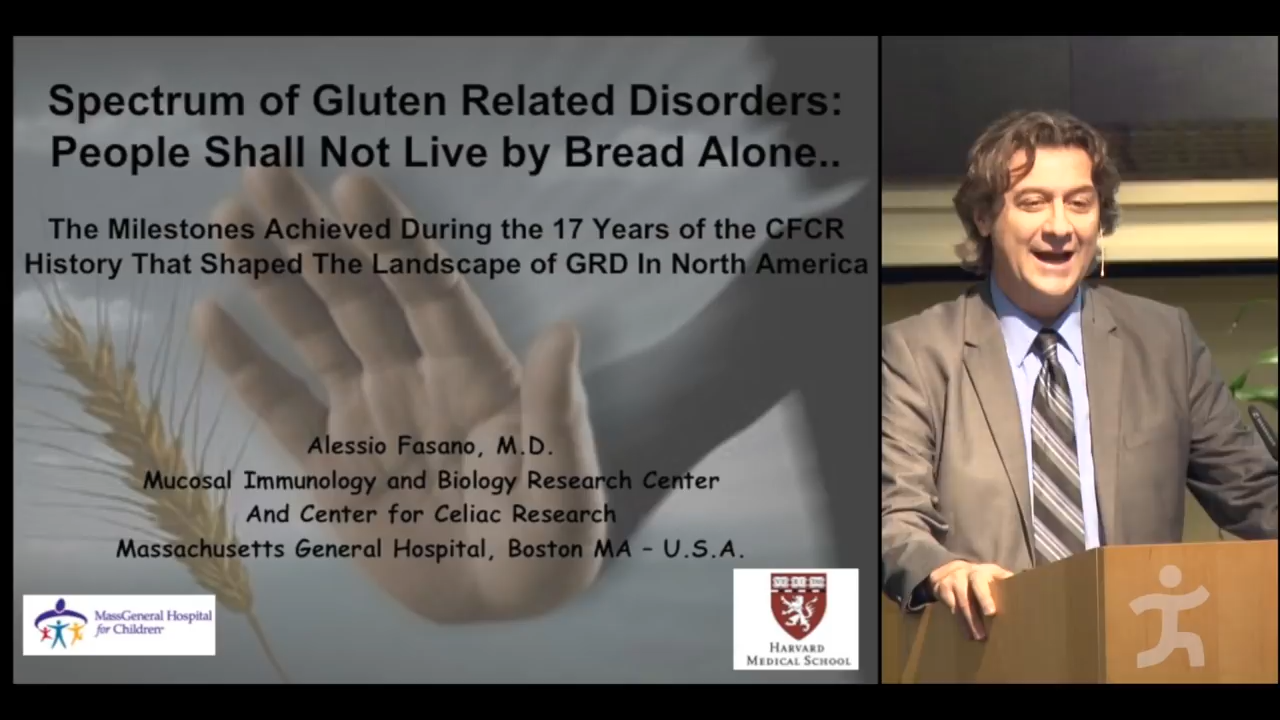 Spectrum of Gluten Related Disorders:
People Shall Not Live by Bread Alone..
The Milestones Achieved During the 17 Years of the CFCR
History That Shaped The Landscape of GRD In North America
Alessio Fasano, M.D.
Mucosal Immunology and Biology Research Center
And Center for Celiac Research
Massachusetts General Hospital, Boston MA – U.S.A.
MassGeneral Hospital
for Children
HARVARD
MEDICAL SCHOOL